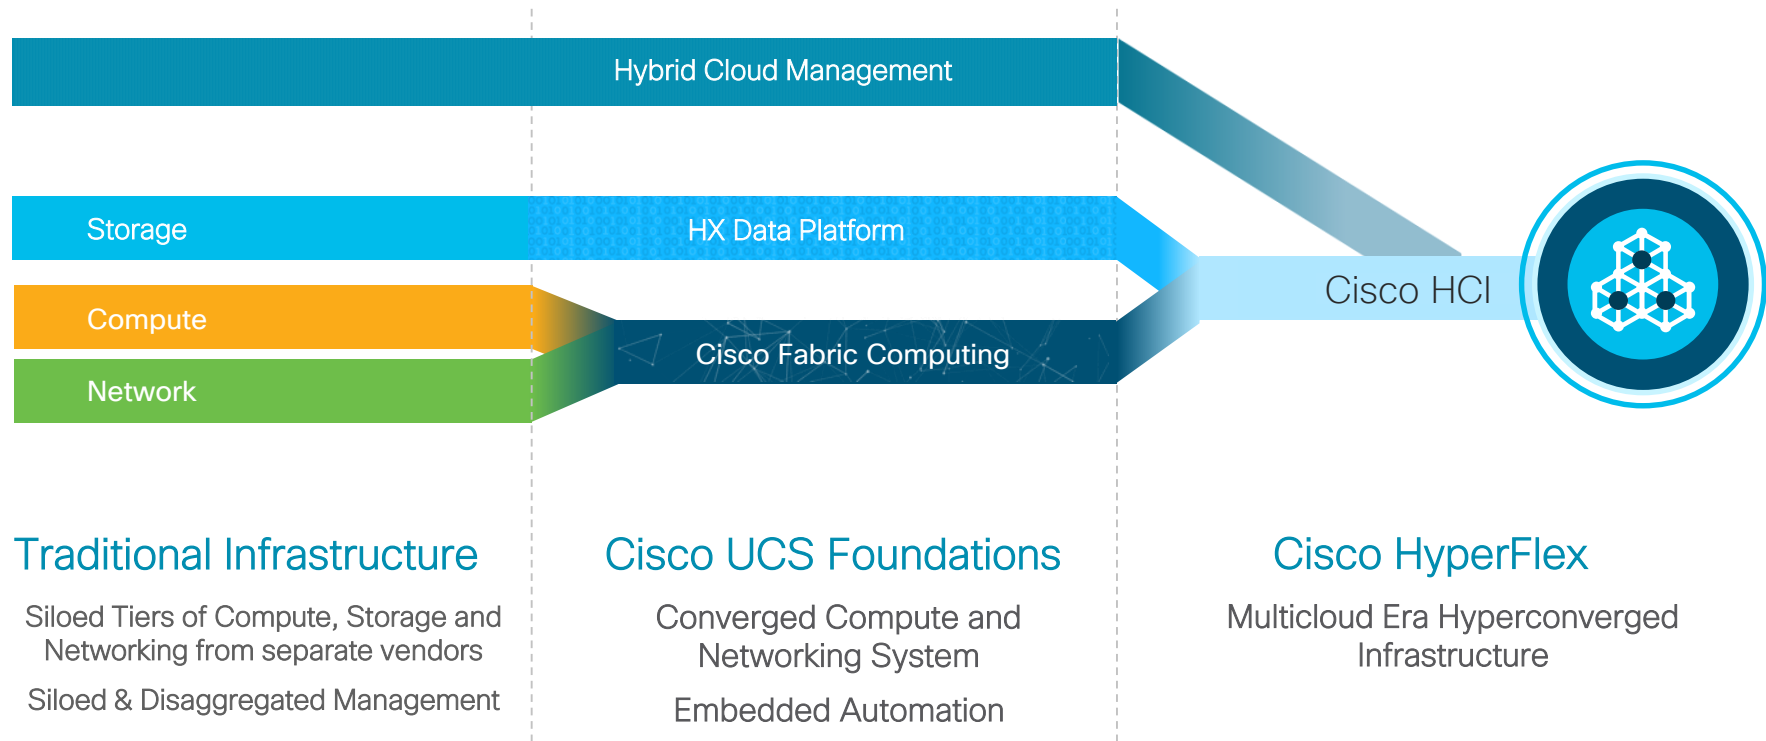 Hybrid Cloud Management
Storage
HX Data Platform
Compute
Network
Cisco Fabric Computing
Cisco HCI
Traditional Infrastructure
Siloed Tiers of Compute, Storage and
Networking from separate vendors
Siloed & Disaggregated Management
Cisco UCS Foundations
Converged Compute and
Networking System
Embedded Automation
Cisco HyperFlex
Multicloud Era Hyperconverged
Infrastructure